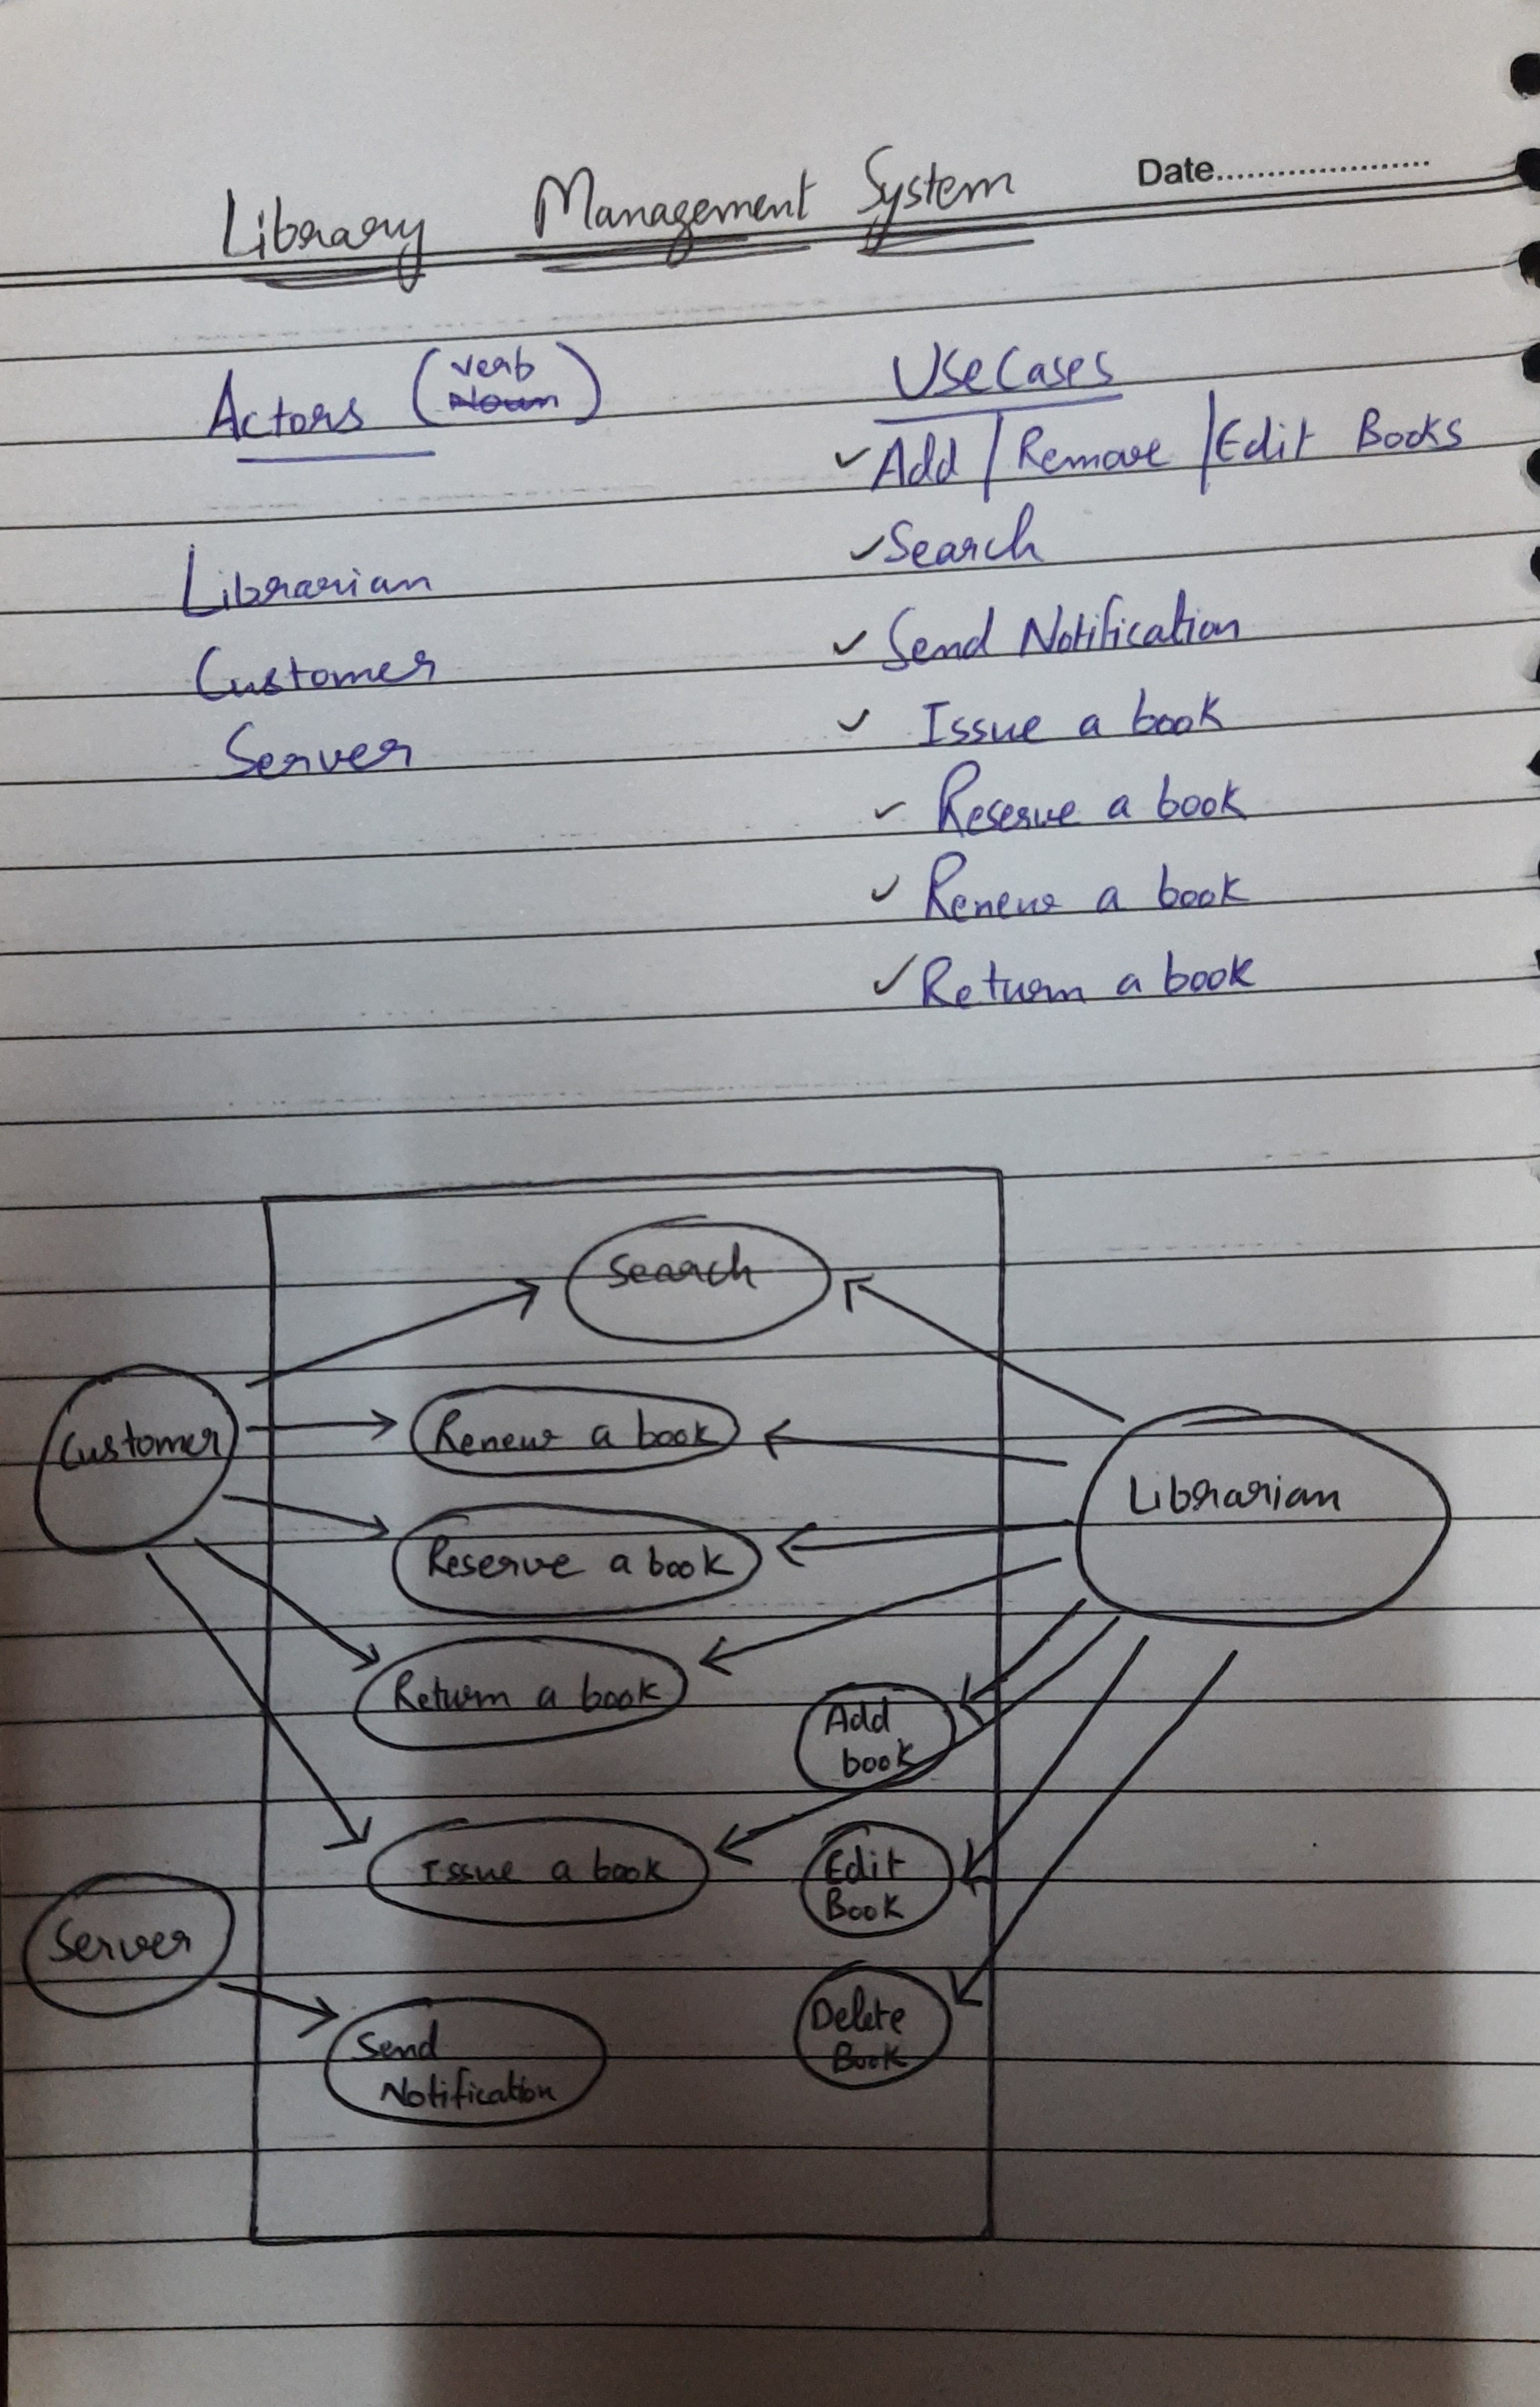 Library Management System
Date.....................
Actors (verb Noun)
Librarian
Customer
Server
UseCases
✓ Add / Remove / Edit Books
✓ Search
✓ Send Notification
✓ Issue a book
✓ Reserve a book
✓ Renew a book
✓ Return a book
Search
Customer
Renew a book
Librarian
Reserve a book
Return a book
Add
book
Issue a book
Edit
Book
Server
Send
Notification
Delete
Book